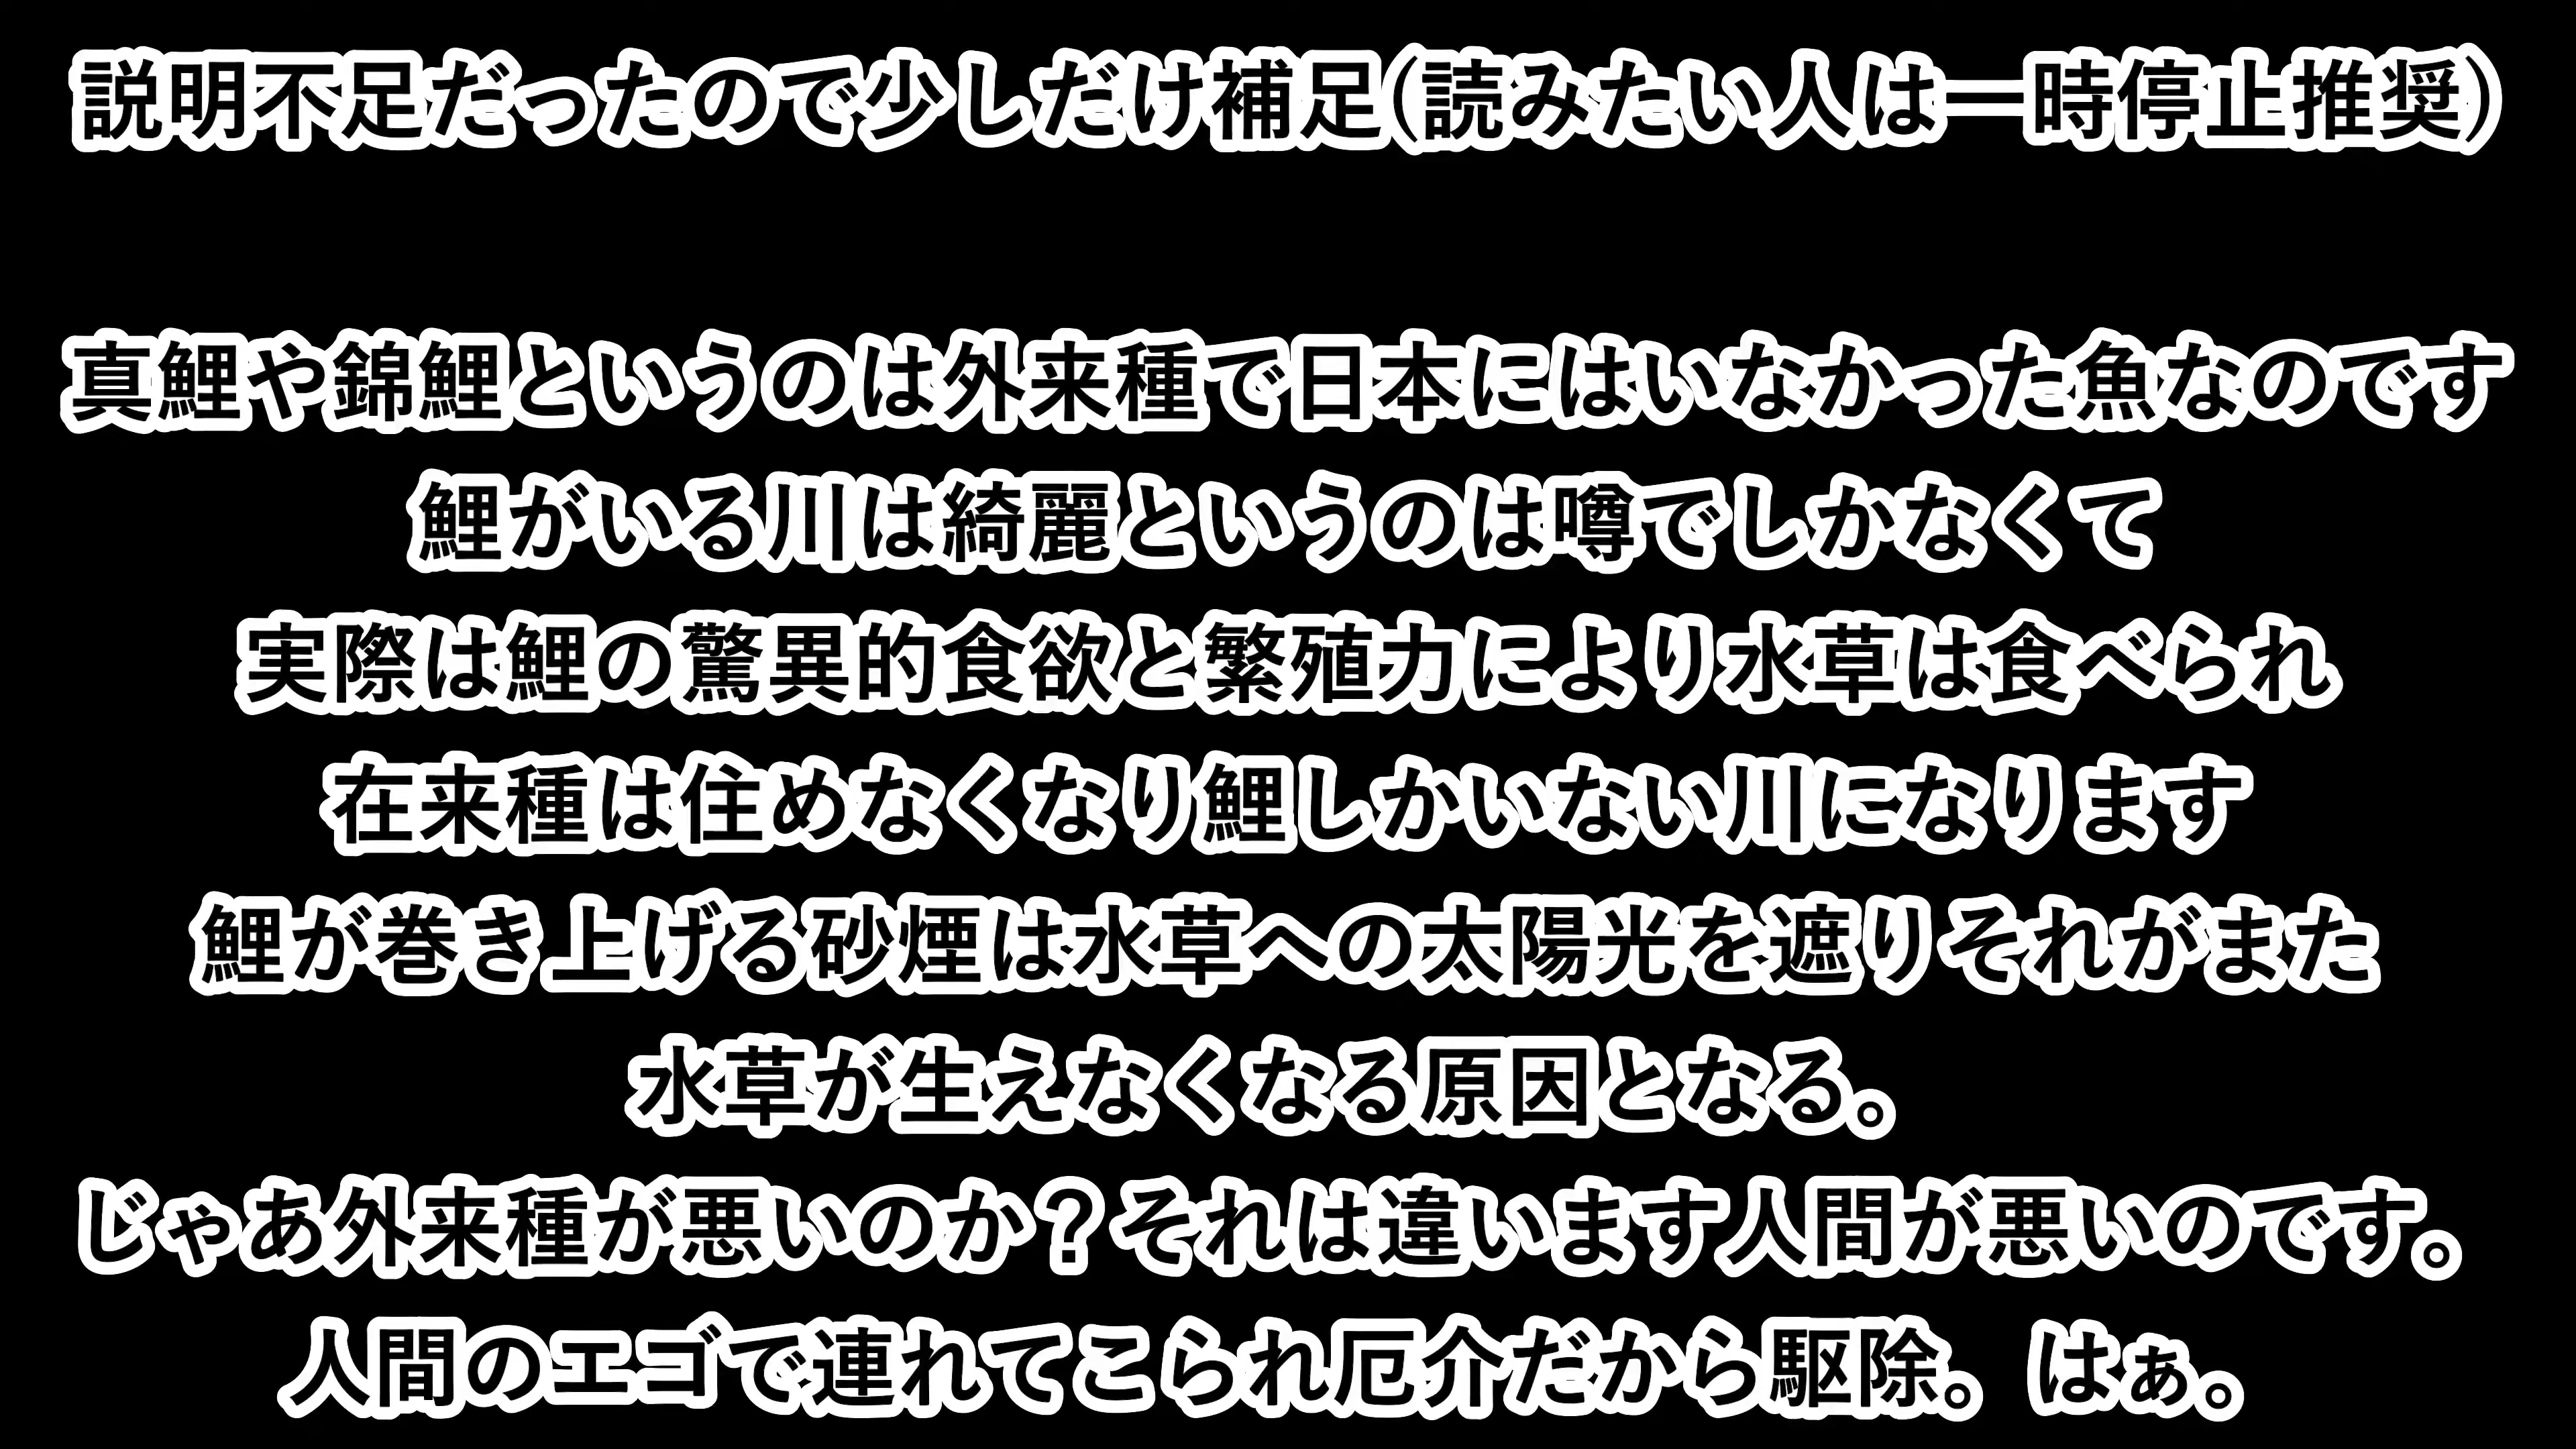 説明不足だったので少しだけ補足(読みたい人は一時停止推奨)
真鯉や錦鯉というのは外来種で日本にはいなかった魚なのです
鯉がいる川は綺麗というのは噂でしかなくて
実際は鯉の驚異的食欲と繁殖力により水草は食べられ
在来種は住めなくなり鯉しかいない川になります
鯉が巻き上げる砂煙は水草への太陽光を遮りそれがまた
水草が生えなくなる原因となる。
じゃあ外来種が悪いのか？それは違います人間が悪いのです。
人間のエゴで連れてこられ厄介だから駆除。はぁ。